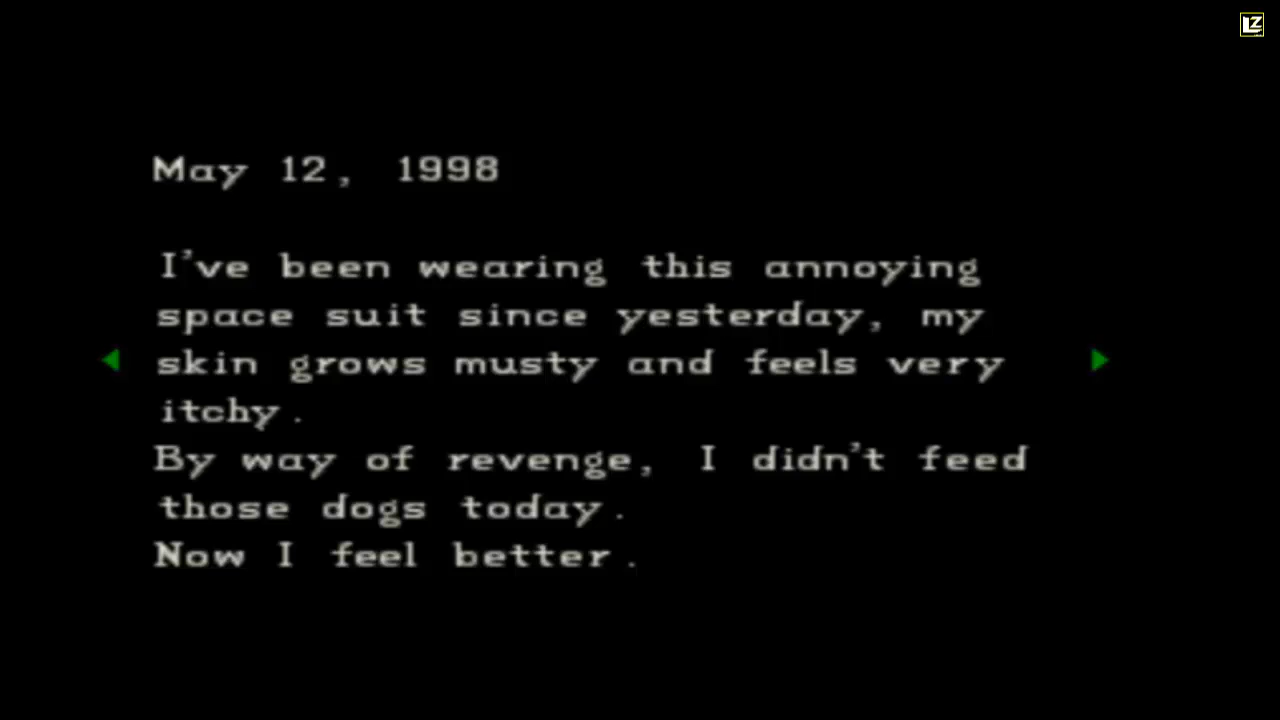 LZ
May 12, 1998
I've been wearing this annoying
space suit since yesterday, my
skin grows musty and feels very
itchy.
By way of revenge, I didn't feed
those dogs today.
Now I feel better.